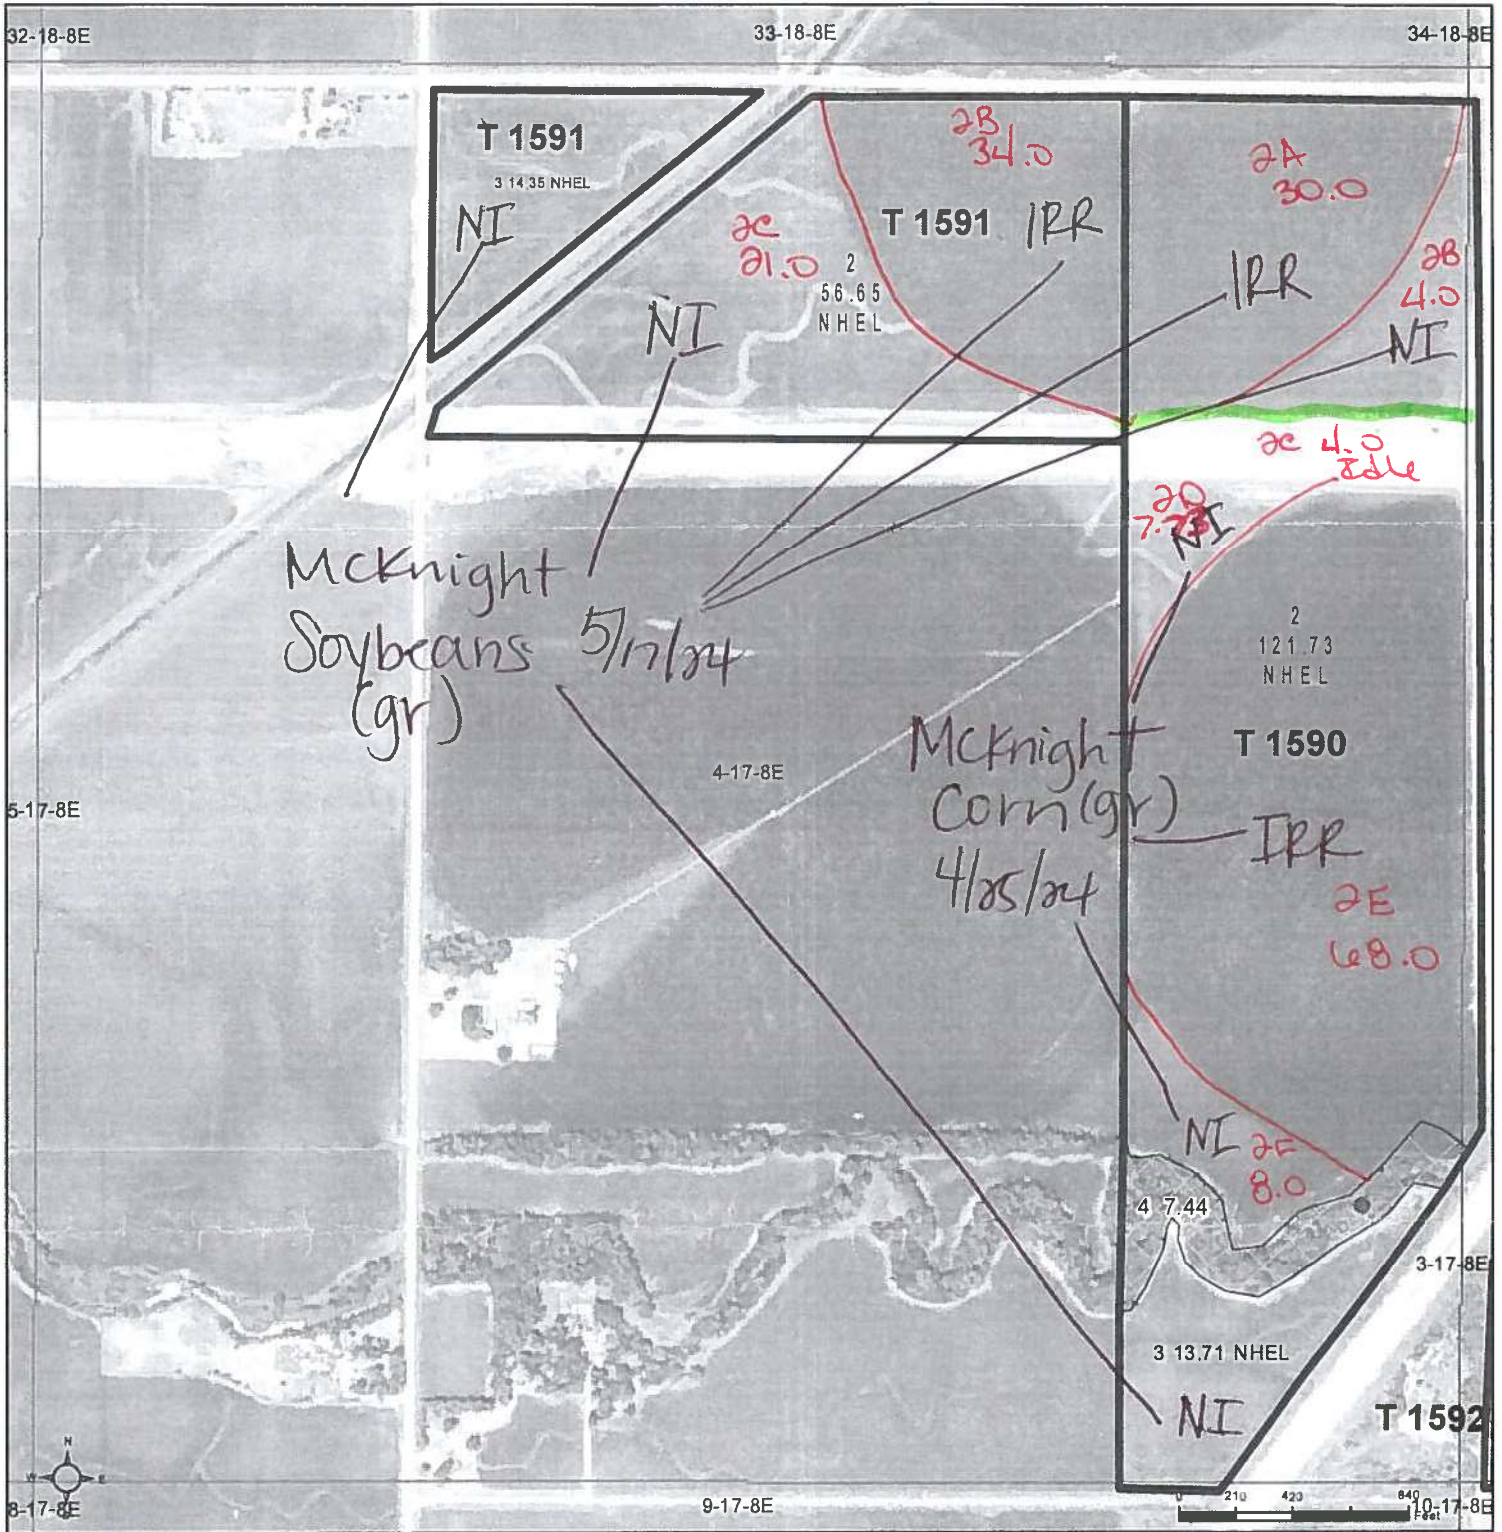 32-18-8E
33-18-8E
34-18-8E
T 1591
3 14.35 NHEL
NI
2B
34.0
2A
30.0
2C
21.0
T 1591
IRR
2
56.65
NHEL
NI
IRR
2B
4.0
NI
2C 4.0
Idle
2D
7.73
NI
McKnight
Soybeans 5/17/24
(gr)
2
121.73
NHEL
T 1590
4-17-8E
5-17-8E
McKnight
Corn (gr)
4/25/24
IRR
2E
68.0
NI
2F
8.0
4 7.44
3-17-8E
3 13.71 NHEL
NI
T 1592
N
W E
S
8-17-8E
9-17-8E
10-17-8E
0 210 420 840
Feet